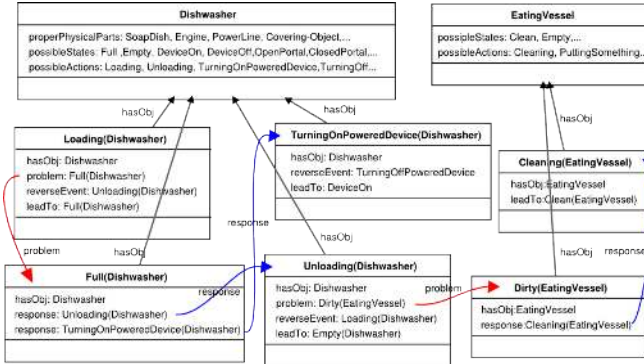 Dishwasher
properPhysicalParts: SoapDish, Engine, PowerLine, Covering-Object,...
possibleStates: Full ,Empty, DeviceOn, DeviceOff,OpenPortal,ClosedPortal,...
possibleActions: Loading, Unloading, TurningOnPoweredDevice,TurningOff...
EatingVessel
possibleStates: Clean, Empty,...
possibleActions: Cleaning, PuttingSomething...
hasObj
hasObj
hasObj
Loading(Dishwasher)
hasObj: Dishwasher
problem: Full(Dishwasher)
reverseEvent: Unloading(Dishwasher)
leadTo: Full(Dishwasher)
TurningOnPoweredDevice(Dishwasher)
hasObj: Dishwasher
reverseEvent: TurningOffPoweredDevice
leadTo: DeviceOn
Cleaning(EatingVessel)
hasObj:EatingVessel
leadTo:Clean(EatingVessel)
response
problem
hasObj
hasObj
hasObj
response
Full(Dishwasher)
hasObj: Dishwasher
response: Unloading(Dishwasher)
response: TurningOnPoweredDevice(Dishwasher)
response
Unloading(Dishwasher)
hasObj: Dishwasher
problem: Dirty(EatingVessel)
reverseEvent: Loading(Dishwasher)
leadTo: Empty(Dishwasher)
problem
Dirty(EatingVessel)
hasObj:EatingVessel
response:Cleaning(EatingVessel)